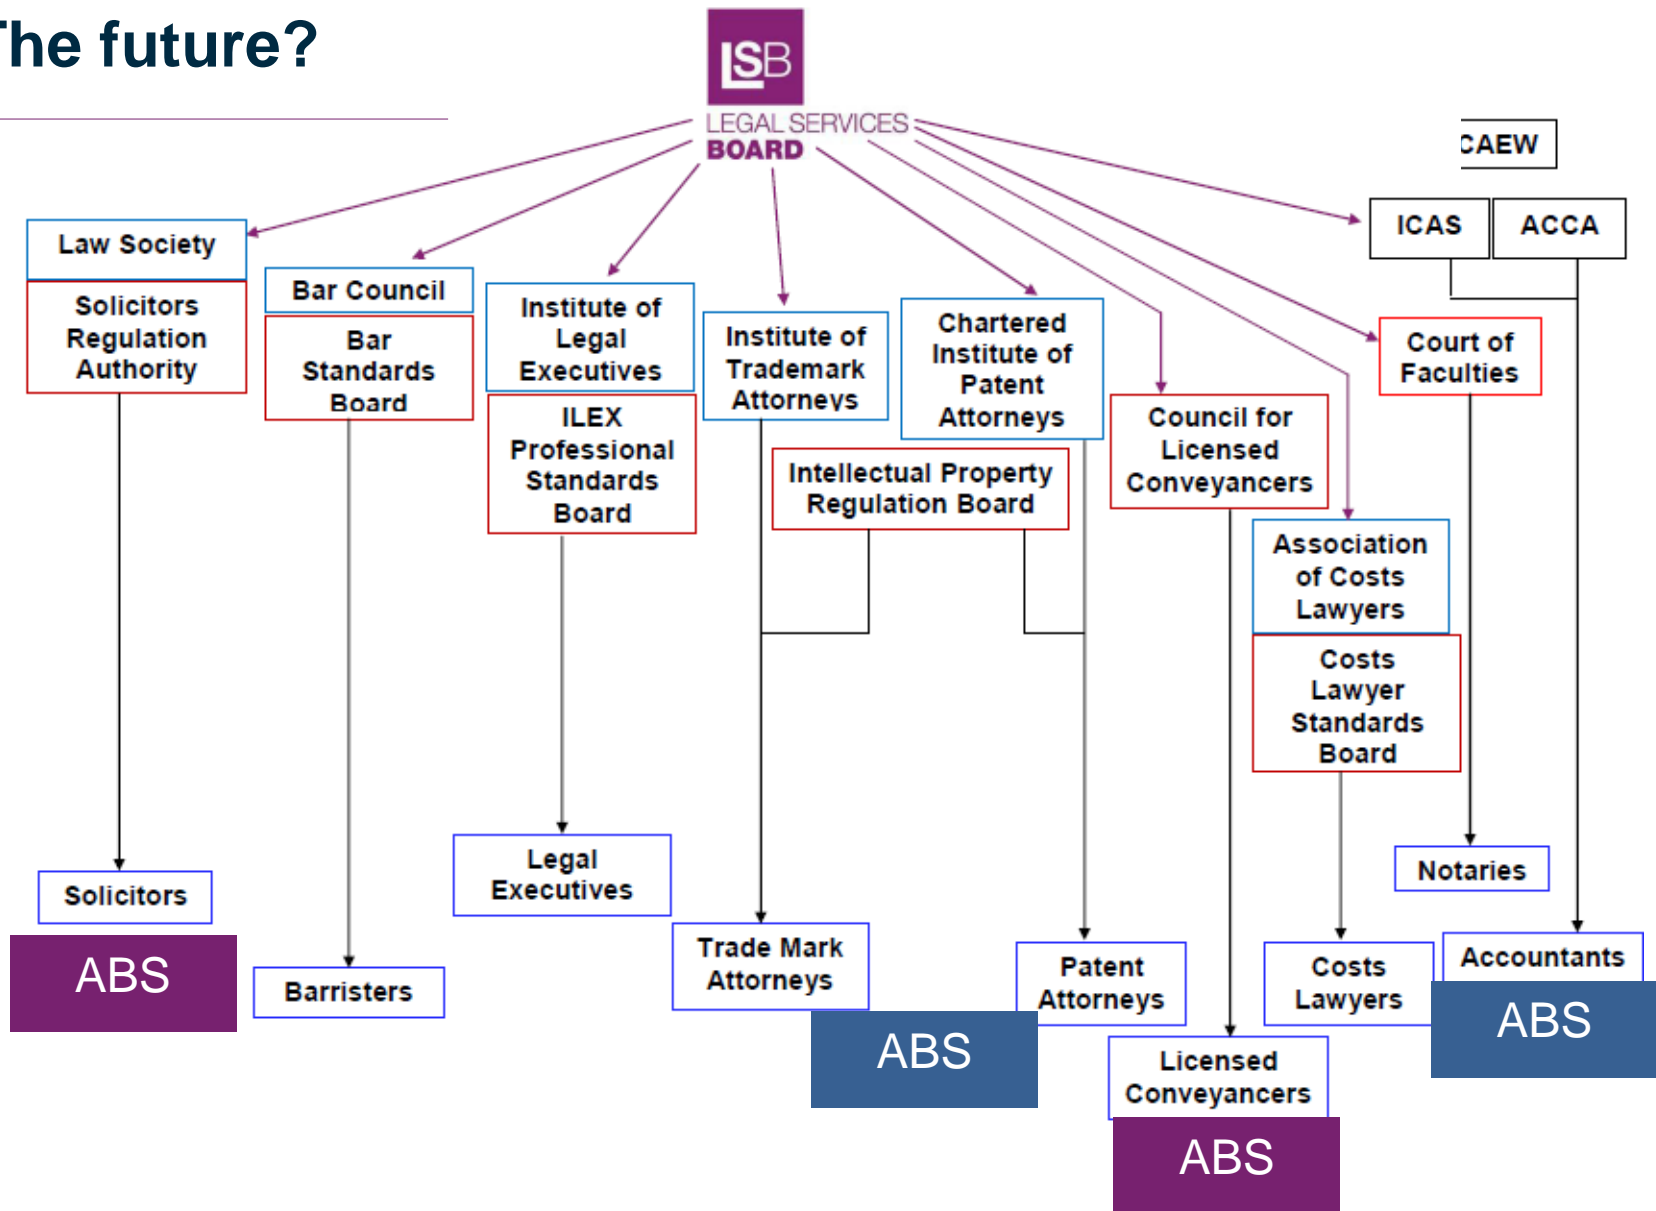 The future?
LSB
LEGAL SERVICES
BOARD
CAEW
ICAS
ACCA
Law Society
Solicitors
Regulation
Authority
Bar Council
Bar
Standards
Board
Institute of
Legal
Executives
ILEX
Professional
Standards
Board
Institute of
Trademark
Attorneys
Chartered
Institute of
Patent
Attorneys
Intellectual Property
Regulation Board
Council for
Licensed
Conveyancers
Court of
Faculties
Association
of Costs
Lawyers
Costs
Lawyer
Standards
Board
Solicitors
ABS
Barristers
Legal
Executives
Trade Mark
Attorneys
ABS
Patent
Attorneys
Licensed
Conveyancers
ABS
Costs
Lawyers
Notaries
Accountants
ABS